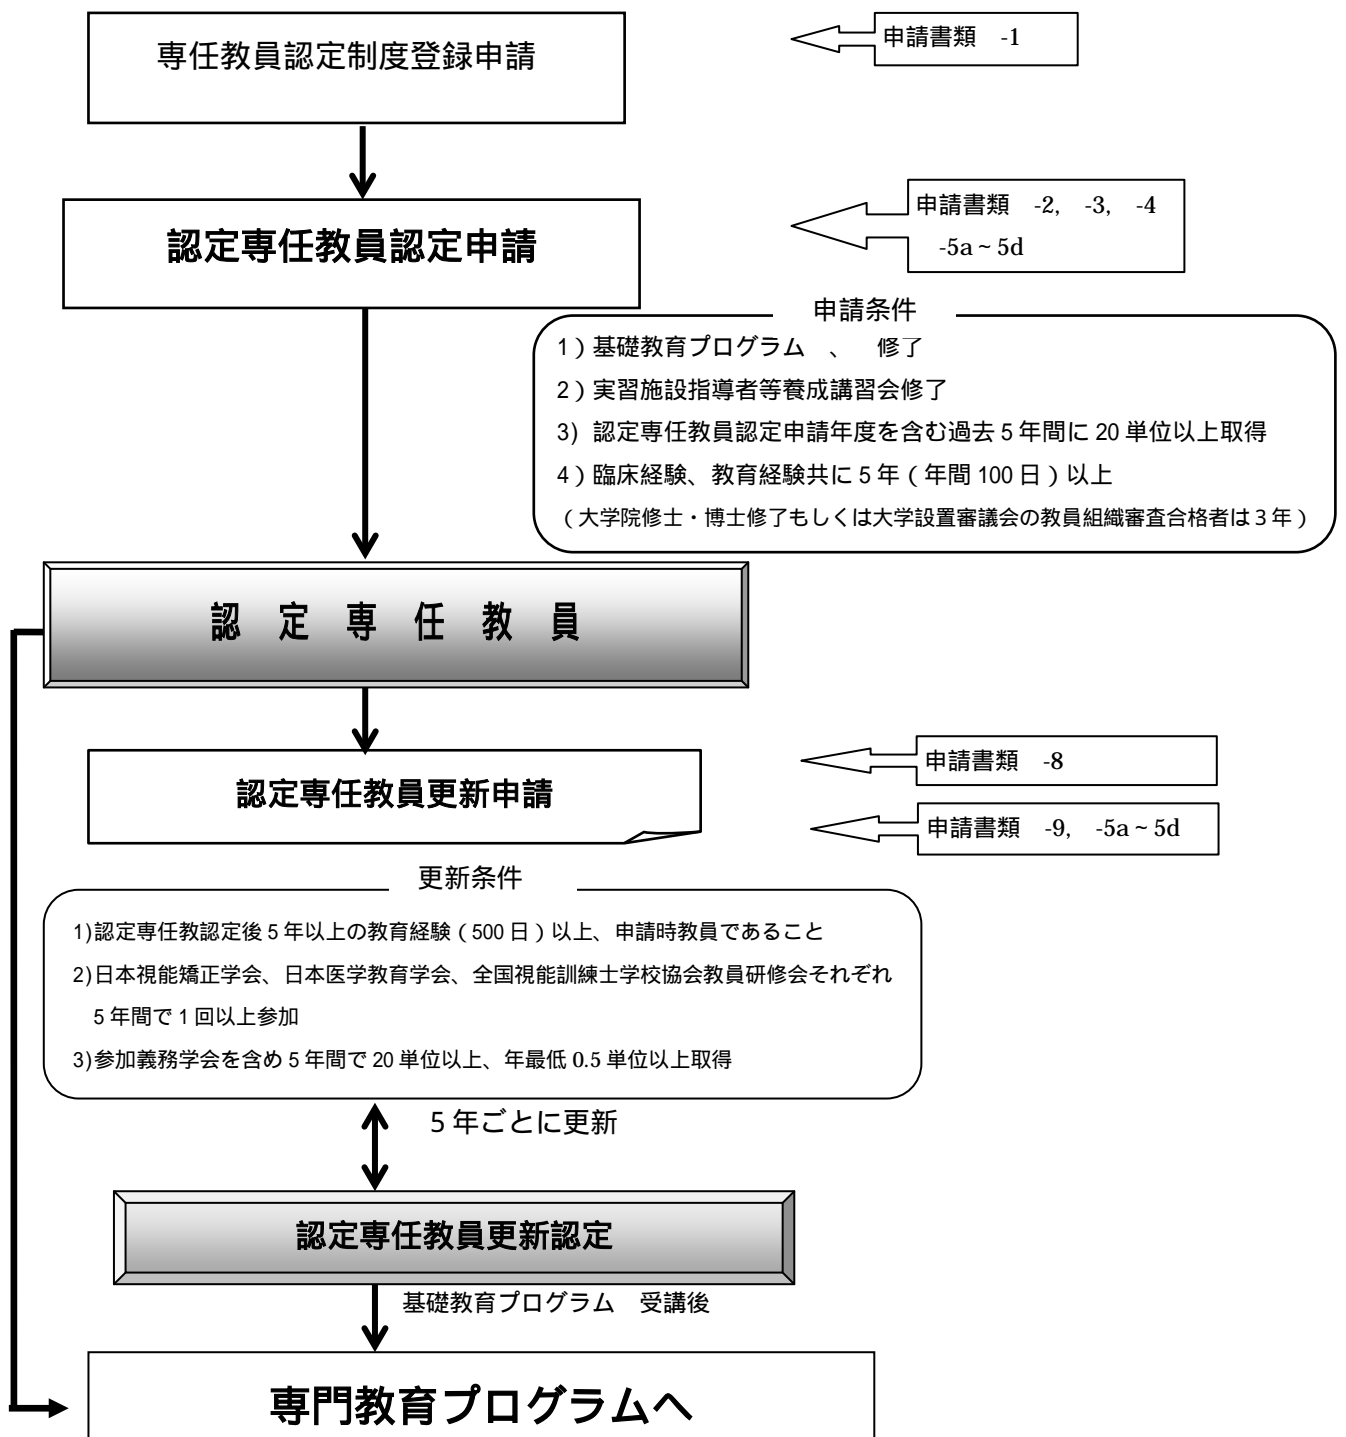 専任教員認定制度登録申請
申請書類　-1
認定専任教員認定申請
申請書類　-2,　-3,　-4
-5a～5d
申請条件
1）基礎教育プログラム　、　修了
2）実習施設指導者等養成講習会修了
3) 認定専任教員認定申請年度を含む過去 5 年間に 20 単位以上取得
4）臨床経験、教育経験共に 5 年（年間 100 日）以上
（大学院修士・博士修了もしくは大学設置審議会の教員組織審査合格者は 3 年）
認　定　専　任　教　員
認定専任教員更新申請
申請書類　-8
申請書類　-9,　-5a～5d
更新条件
1)認定専任教認定後 5 年以上の教育経験（500 日）以上、申請時教員であること
2)日本視能矯正学会、日本医学教育学会、全国視能訓練士学校協会教員研修会それぞれ
5 年間で 1 回以上参加
3)参加義務学会を含め 5 年間で 20 単位以上、年最低 0.5 単位以上取得
5 年ごとに更新
認定専任教員更新認定
基礎教育プログラム　受講後
専門教育プログラムへ